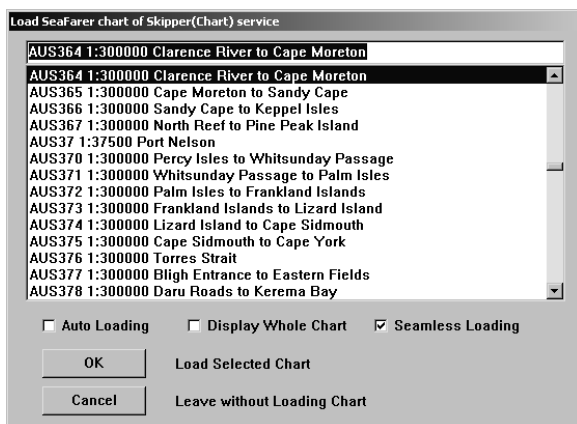 Load SeaFarer chart of Skipper(Chart) service
AUS364 1:300000 Clarence River to Cape Moreton
AUS364 1:300000 Clarence River to Cape Moreton
AUS365 1:300000 Cape Moreton to Sandy Cape
AUS366 1:300000 Sandy Cape to Keppel Isles
AUS367 1:300000 North Reef to Pine Peak Island
AUS37 1:37500 Port Nelson
AUS370 1:300000 Percy Isles to Whitsunday Passage
AUS371 1:300000 Whitsunday Passage to Palm Isles
AUS372 1:300000 Palm Isles to Frankland Islands
AUS373 1:300000 Frankland Islands to Lizard Island
AUS374 1:300000 Lizard Island to Cape Sidmouth
AUS375 1:300000 Cape Sidmouth to Cape York
AUS376 1:300000 Torres Strait
AUS377 1:300000 Bligh Entrance to Eastern Fields
AUS378 1:300000 Daru Roads to Kerema Bay
Auto Loading Display Whole Chart Seamless Loading
OK Load Selected Chart
Cancel Leave without Loading Chart